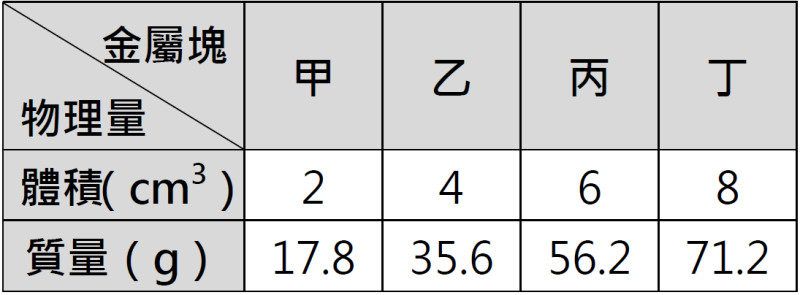 金屬塊
物理量 甲 乙 丙 丁
體積( cm³ ) 2 4 6 8
質量 ( g ) 17.8 35.6 56.2 71.2